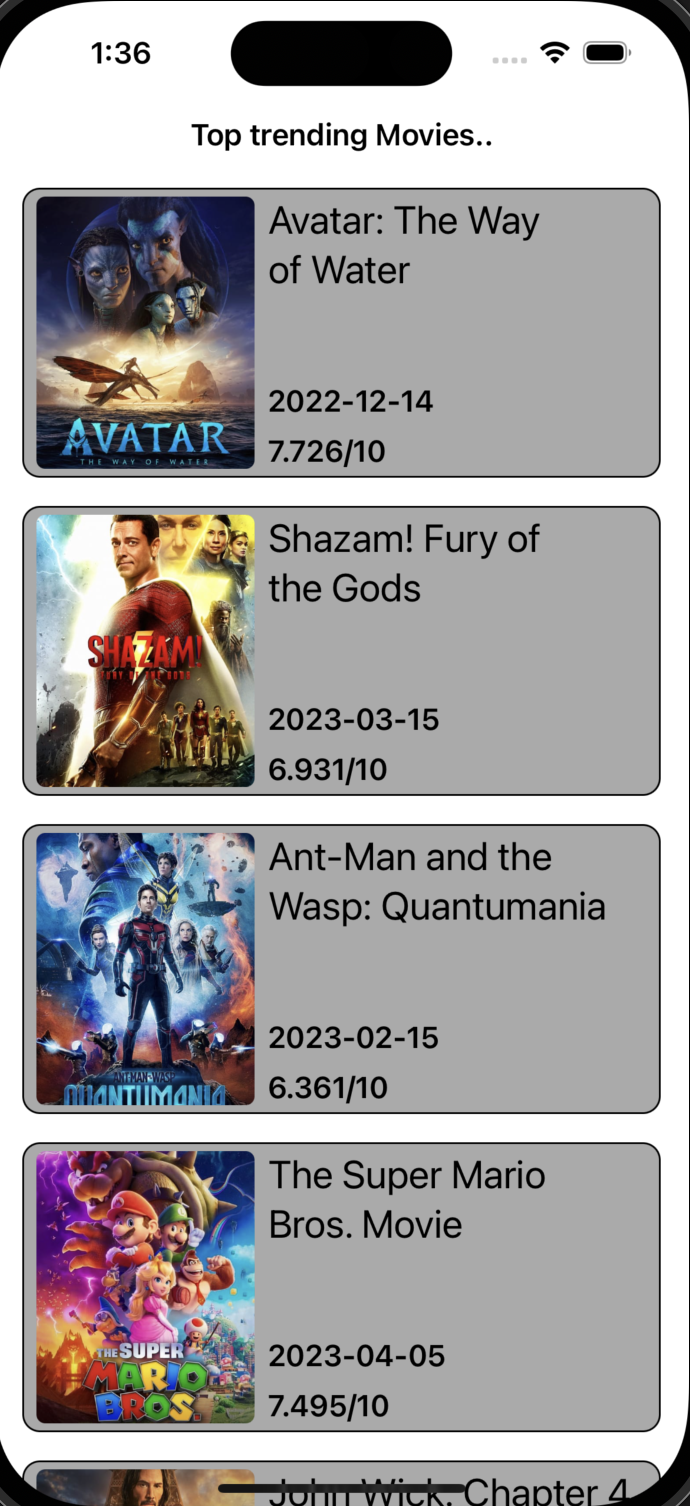 1:36
Top trending Movies..
Avatar: The Way
of Water
2022-12-14
7.726/10
AVATAR
THE WAY OF WATER
Shazam! Fury of
the Gods
2023-03-15
6.931/10
SHAZAM!
FURY OF THE GODS
Ant-Man and the
Wasp: Quantumania
2023-02-15
6.361/10
ANT-MAN AND THE WASP
QUANTUMANIA
The Super Mario
Bros. Movie
2023-04-05
7.495/10
THE SUPER
MARIO
BROS.
John Wick: Chapter 4